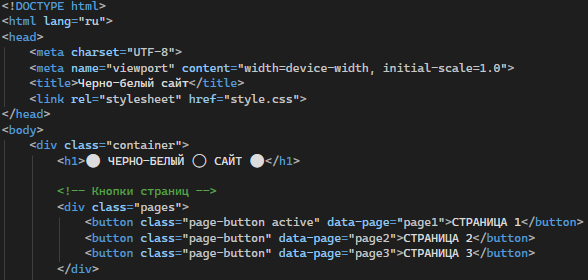 <!DOCTYPE html>
<html lang="ru">
<head>
    <meta charset="UTF-8">
    <meta name="viewport" content="width=device-width, initial-scale=1.0">
    <title>Черно-белый сайт</title>
    <link rel="stylesheet" href="style.css">
</head>
<body>
    <div class="container">
        <h1>⚪ ЧЕРНО-БЕЛЫЙ ◯ САЙТ ⚪</h1>
        <!-- Кнопки страниц -->
        <div class="pages">
            <button class="page-button active" data-page="page1">СТРАНИЦА 1</button>
            <button class="page-button" data-page="page2">СТРАНИЦА 2</button>
            <button class="page-button" data-page="page3">СТРАНИЦА 3</button>
        </div>